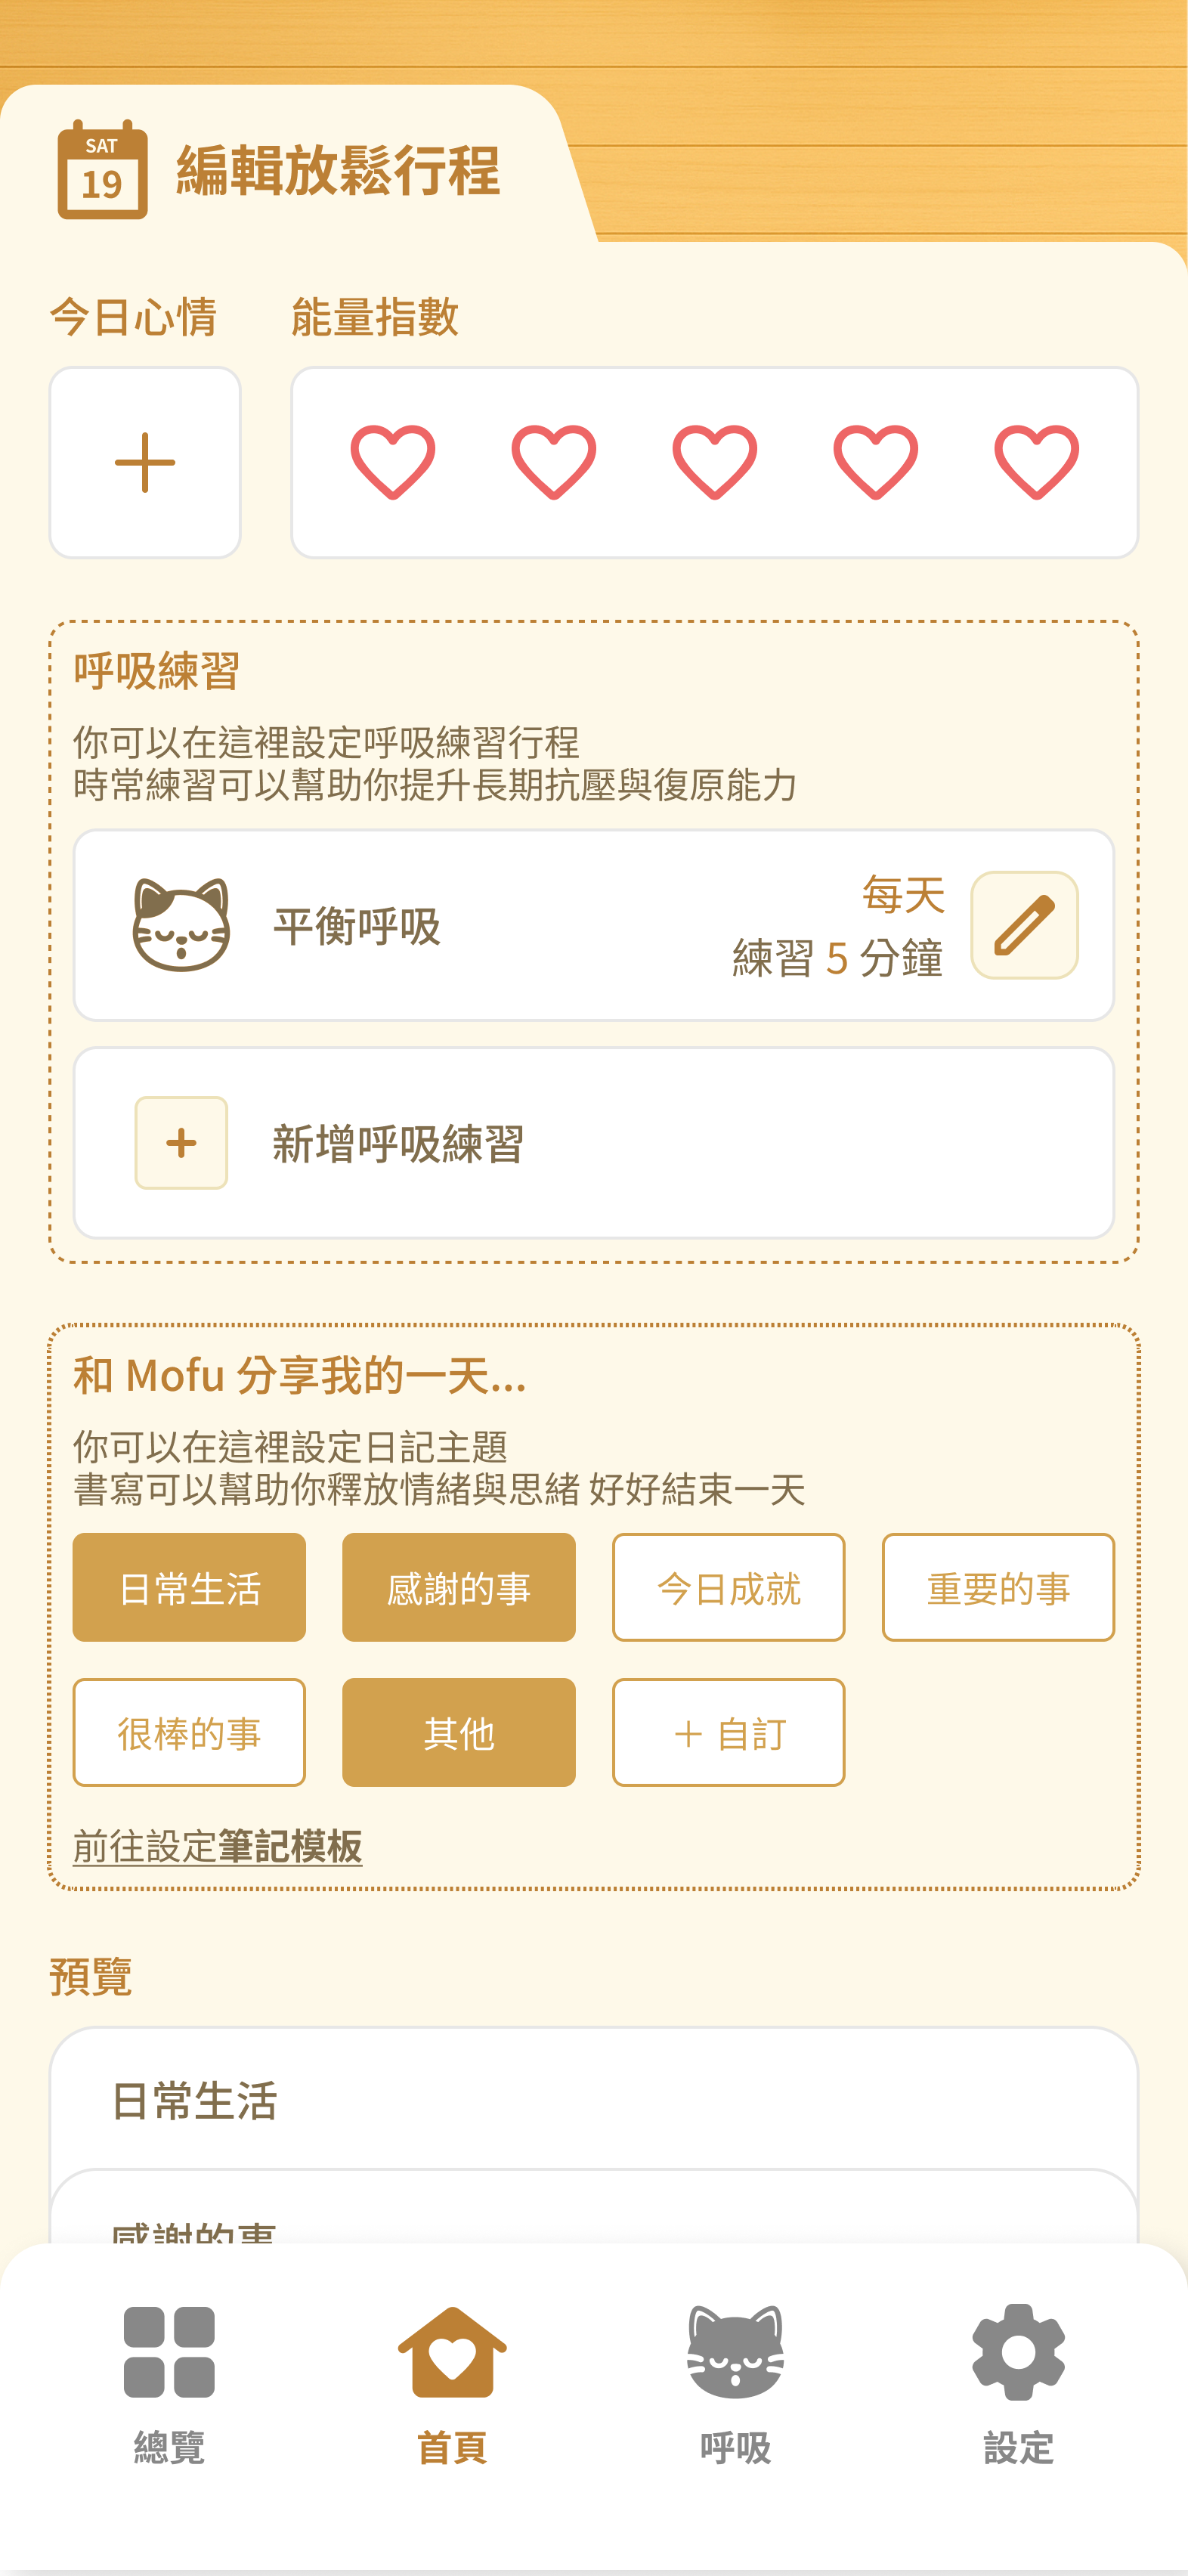 SAT
19
編輯放鬆行程
今日心情
能量指數
呼吸練習
你可以在這裡設定呼吸練習行程
時常練習可以幫助你提升長期抗壓與復原能力
平衡呼吸
每天
練習 5 分鐘
新增呼吸練習
和 Mofu 分享我的一天...
你可以在這裡設定日記主題
書寫可以幫助你釋放情緒與思緒 好好結束一天
日常生活
感謝的事
今日成就
重要的事
很棒的事
其他
＋ 自訂
前往設定筆記模板
預覽
日常生活
感謝的事
總覽
首頁
呼吸
設定